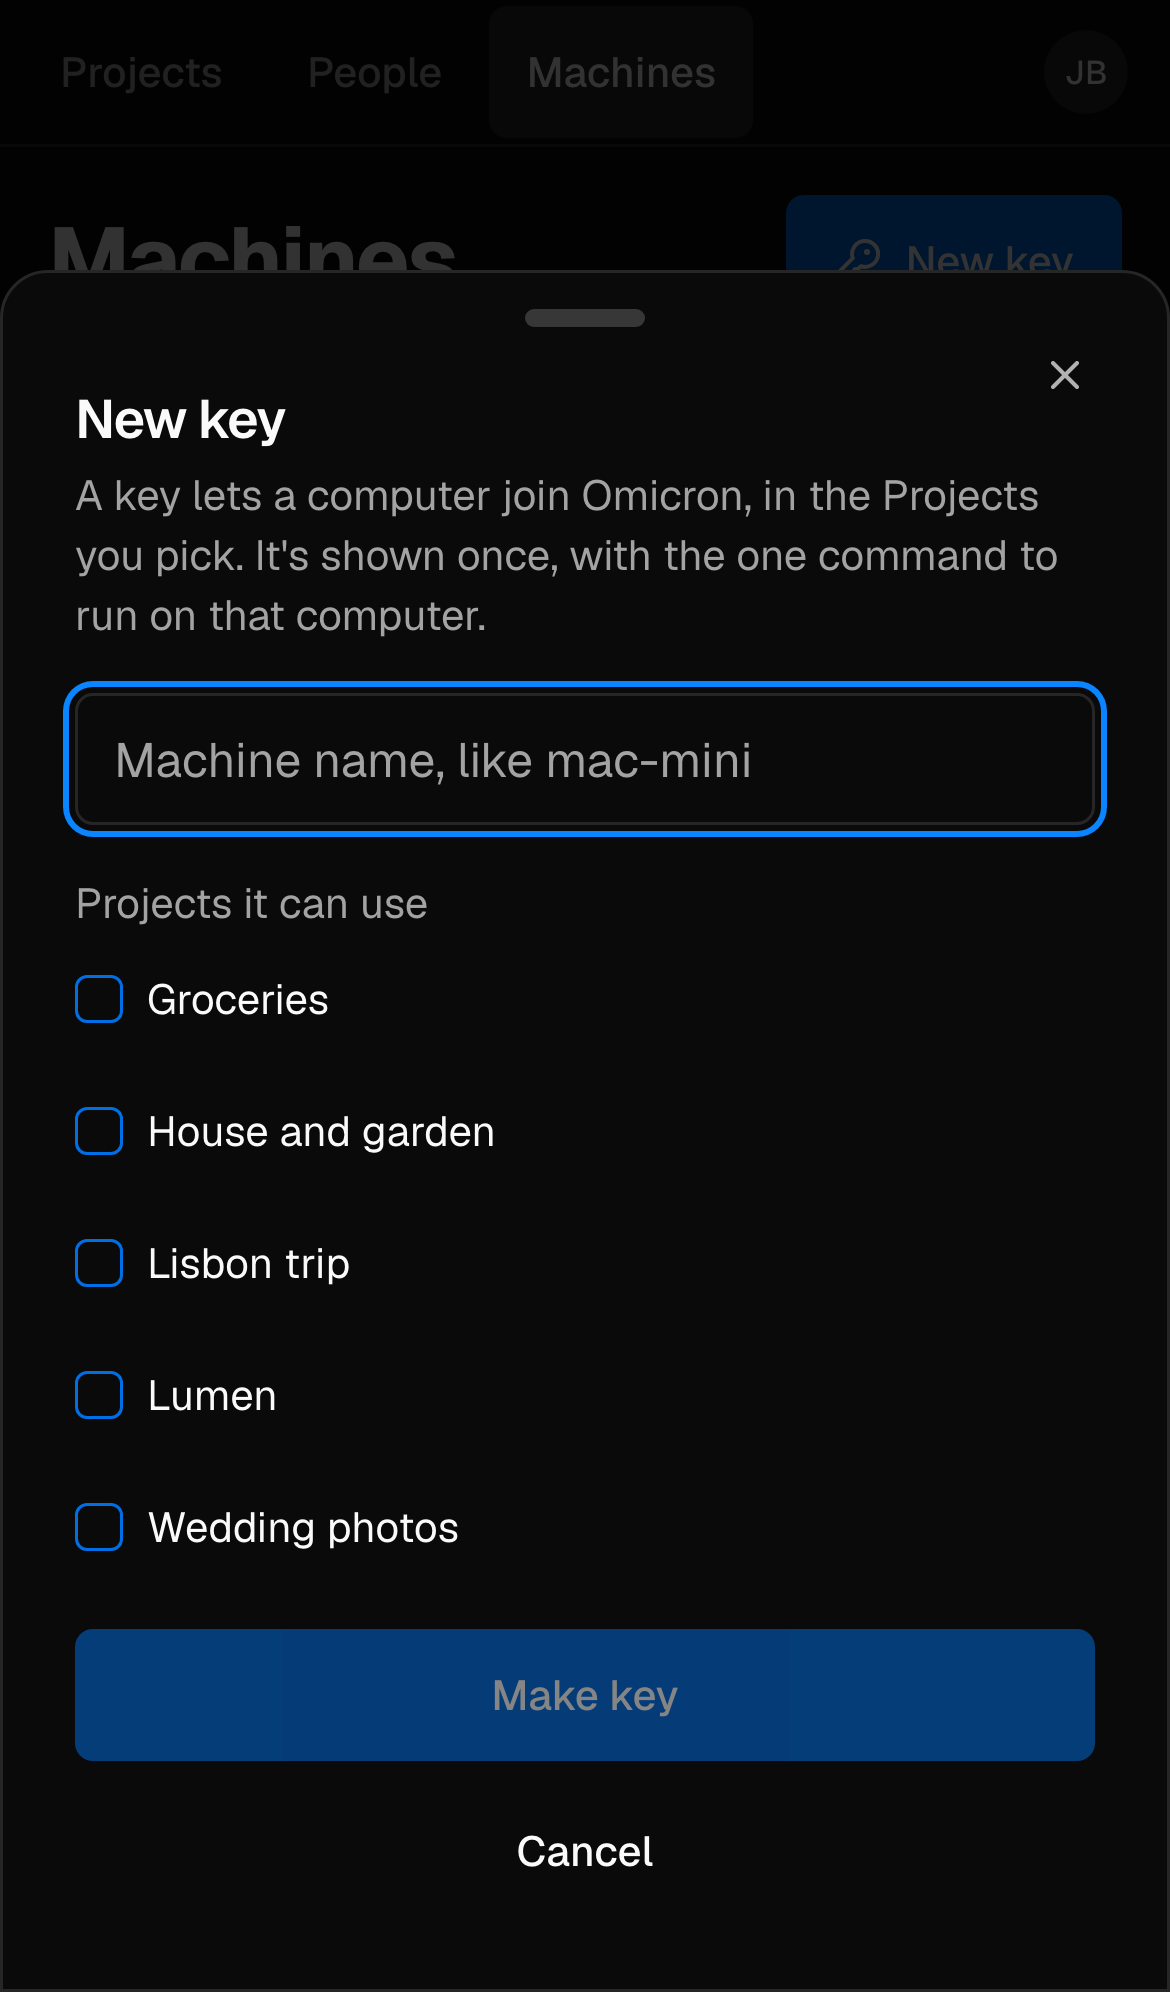 Projects
People
Machines
JB
Machines
New key
New key
A key lets a computer join Omicron, in the Projects
you pick. It's shown once, with the one command to
run on that computer.
Machine name, like mac-mini
Projects it can use
Groceries
House and garden
Lisbon trip
Lumen
Wedding photos
Make key
Cancel